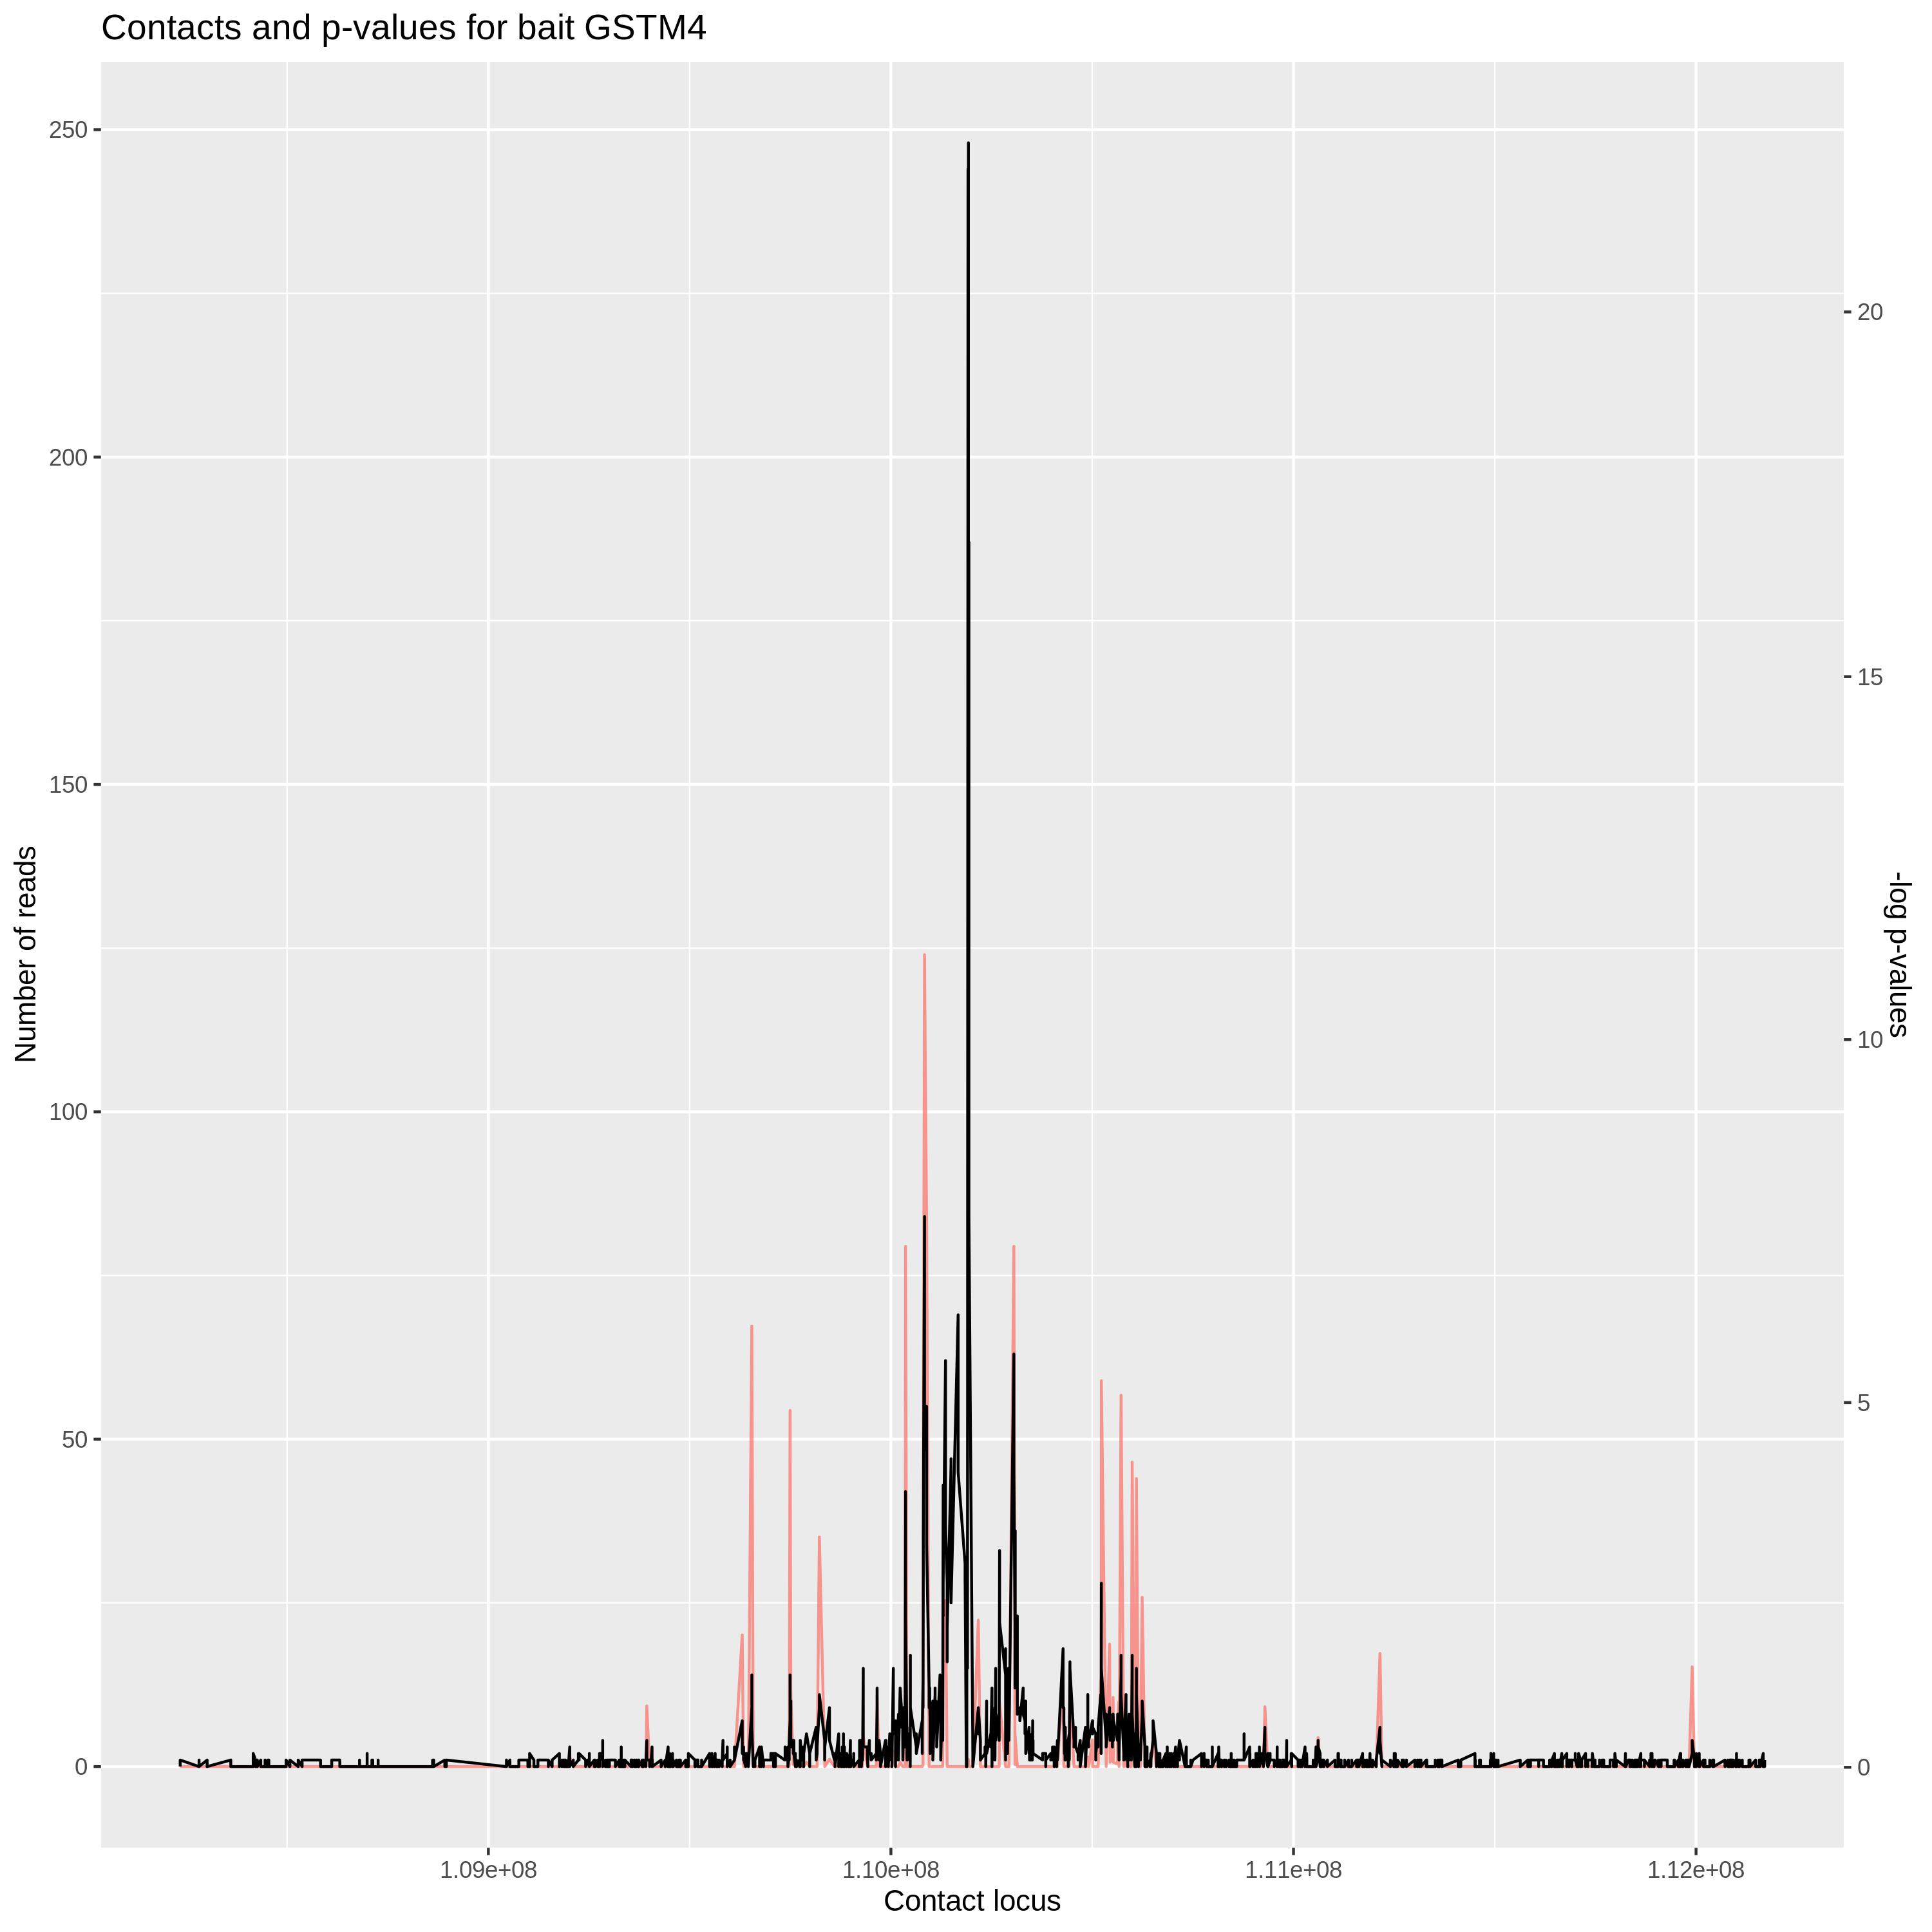 Contacts and p-values for bait GSTM4
Number of reads
250
200
150
100
50
0
20
15
10
5
0
-log p-values
1.09e+08
1.10e+08
1.11e+08
1.12e+08
Contact locus